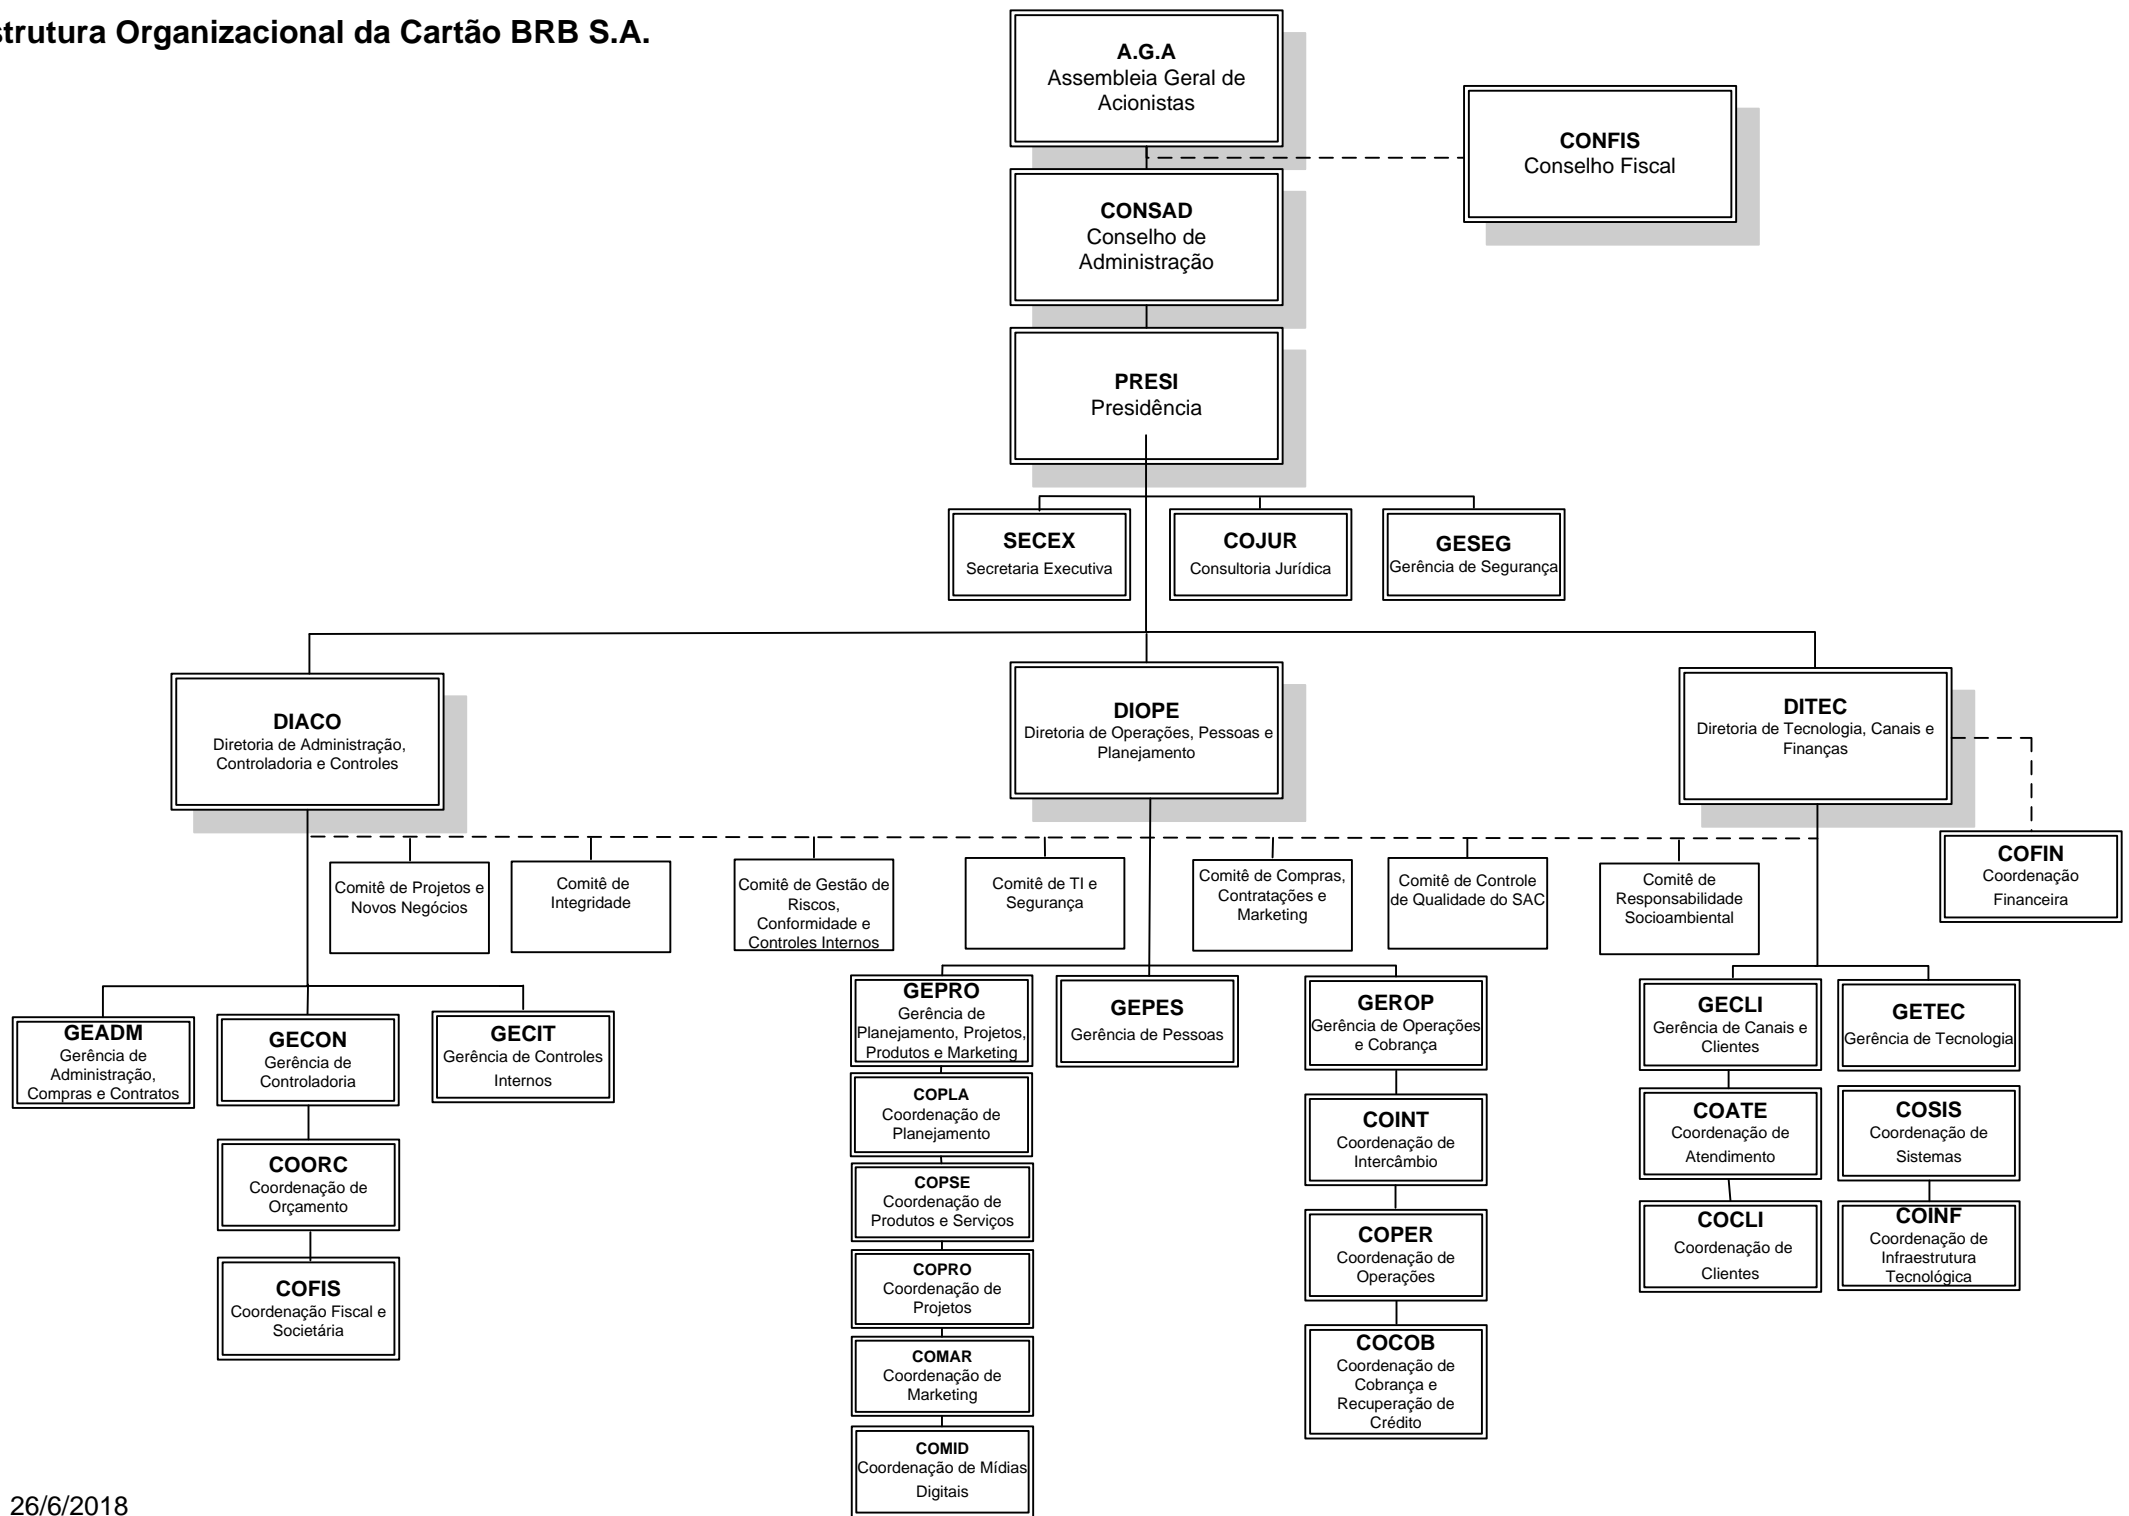 strutura Organizacional da Cartão BRB S.A.
A.G.A
Assembleia Geral de
Acionistas
CONFIS
Conselho Fiscal
CONSAD
Conselho de
Administração
PRESI
Presidência
SECEX
Secretaria Executiva
COJUR
Consultoria Jurídica
GESEG
Gerência de Segurança
DIACO
Diretoria de Administração,
Controladoria e Controles
DIOPE
Diretoria de Operações, Pessoas e
Planejamento
DITEC
Diretoria de Tecnologia, Canais e
Finanças
COFIN
Coordenação
Financeira
Comitê de Projetos e
Novos Negócios
Comitê de
Integridade
Comitê de Gestão de
Riscos,
Conformidade e
Controles Internos
Comitê de TI e
Segurança
Comitê de Compras,
Contratações e
Marketing
Comitê de Controle
de Qualidade do SAC
Comitê de
Responsabilidade
Socioambiental
GEADM
Gerência de
Administração,
Compras e Contratos
GECON
Gerência de
Controladoria
GECIT
Gerência de Controles
Internos
COORC
Coordenação de
Orçamento
COFIS
Coordenação Fiscal e
Societária
GEPRO
Gerência de
Planejamento, Projetos,
Produtos e Marketing
GEPES
Gerência de Pessoas
GEROP
Gerência de Operações
e Cobrança
COPLA
Coordenação de
Planejamento
COPSE
Coordenação de
Produtos e Serviços
COPRO
Coordenação de
Projetos
COMAR
Coordenação de
Marketing
COMID
Coordenação de Mídias
Digitais
COINT
Coordenação de
Intercâmbio
COPER
Coordenação de
Operações
COCOB
Coordenação de
Cobrança e
Recuperação de
Crédito
GECLI
Gerência de Canais e
Clientes
GETEC
Gerência de Tecnologia
COATE
Coordenação de
Atendimento
COSIS
Coordenação de
Sistemas
COCLI
Coordenação de
Clientes
COINF
Coordenação de
Infraestrutura
Tecnológica
26/6/2018